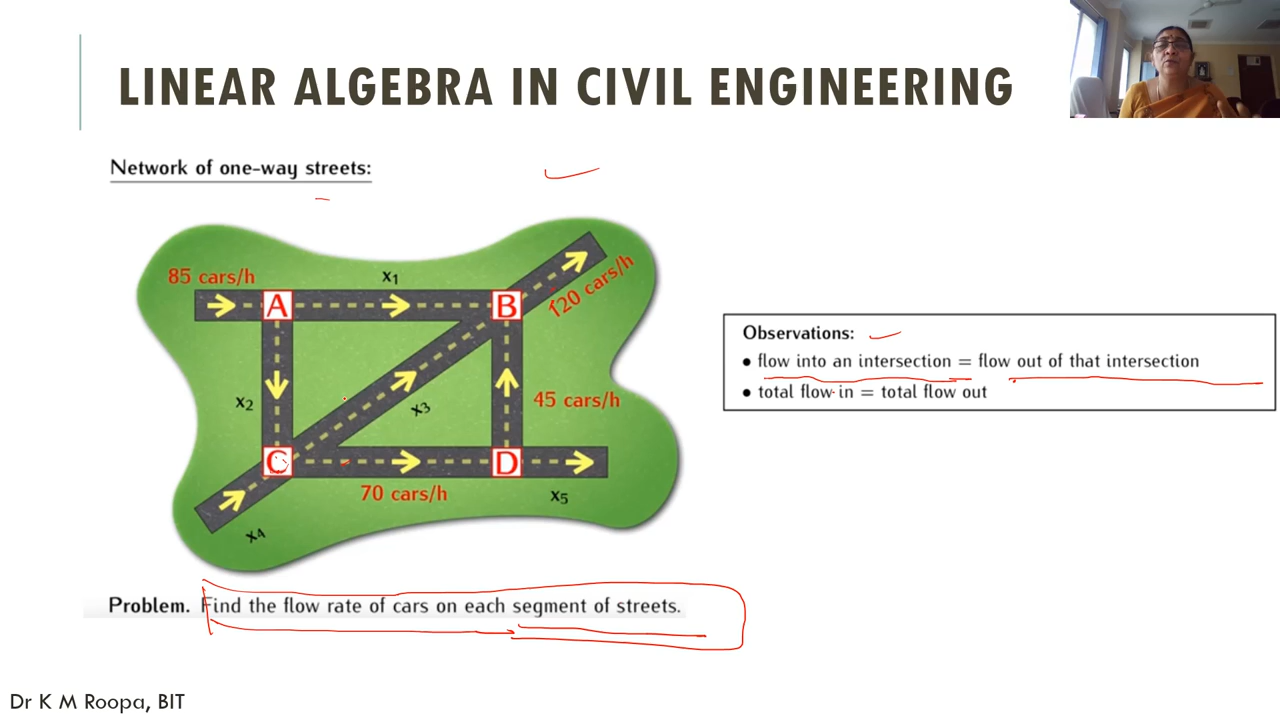 LINEAR ALGEBRA IN CIVIL ENGINEERING
Network of one-way streets:
85 cars/h
x₁
120 cars/h
A
B
x₂
x₃
45 cars/h
C
D
70 cars/h
x₅
x₄
Observations:
• flow into an intersection = flow out of that intersection
• total flow in = total flow out
Problem. Find the flow rate of cars on each segment of streets.
Dr K M Roopa, BIT